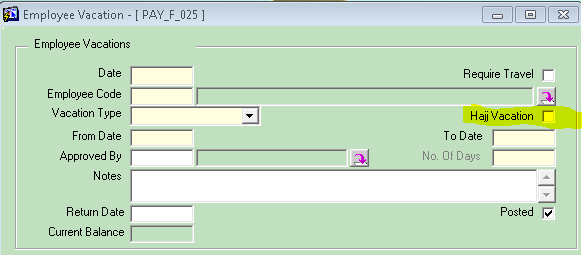 Employee Vacation - [ PAY_F_025 ]
Employee Vacations
Date Require Travel
Employee Code
Vacation Type Hajj Vacation
From Date To Date
Approved By No. Of Days
Notes
Return Date Posted
Current Balance